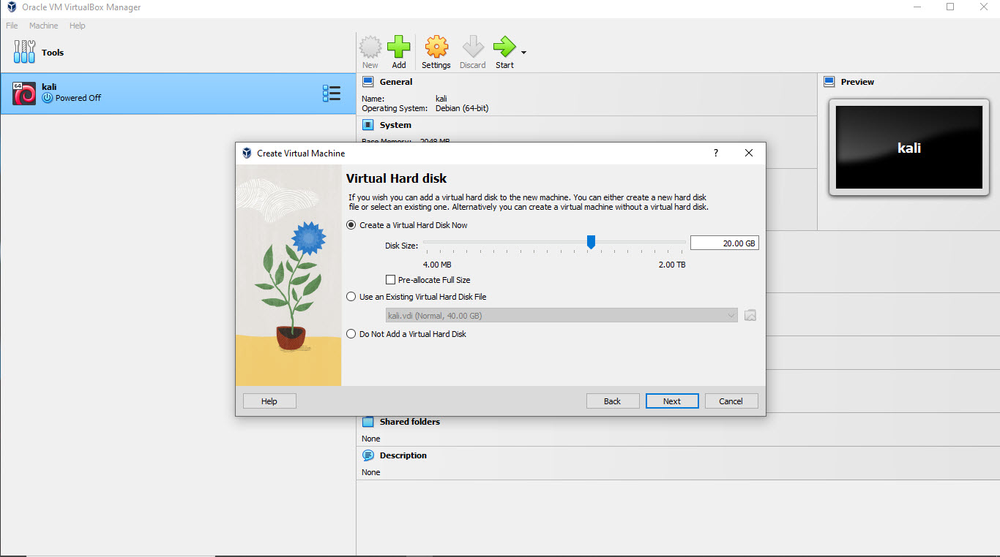 Oracle VM VirtualBox Manager
File Machine Help
Tools
New Add Settings Discard Start
64
kali
Powered Off
General
Name: kali
Operating System: Debian (64-bit)
System
Base Memory: 2048 MB
Preview
kali
Create Virtual Machine
?
Virtual Hard disk
If you wish you can add a virtual hard disk to the new machine. You can either create a new hard disk
file or select an existing one. Alternatively you can create a virtual machine without a virtual hard disk.
Create a Virtual Hard Disk Now
Disk Size: 20.00 GB
4.00 MB 2.00 TB
Pre-allocate Full Size
Use an Existing Virtual Hard Disk File
kali.vdi (Normal, 40.00 GB)
Do Not Add a Virtual Hard Disk
Help Back Next Cancel
Shared folders
None
Description
None